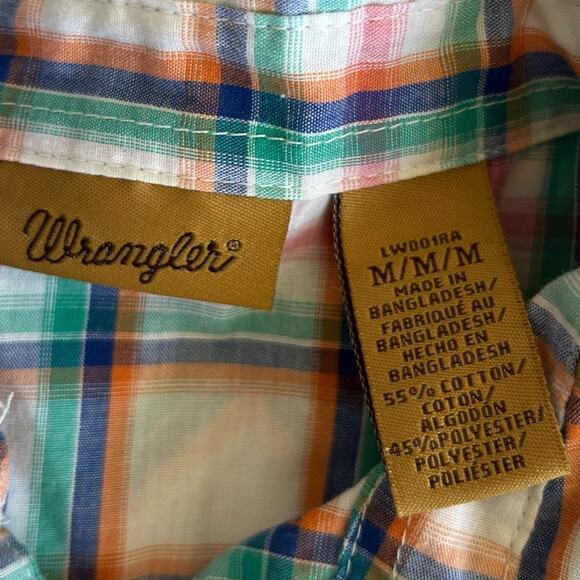 Wrangler®
LW001RA
M/M/M
MADE IN
BANGLADESH/
FABRIQUÉ AU
BANGLADESH/
HECHO EN
BANGLADESH
55% COTTON/
COTON/
ALGODÓN
45% POLYESTER/
POLYESTER/
POLIÉSTER